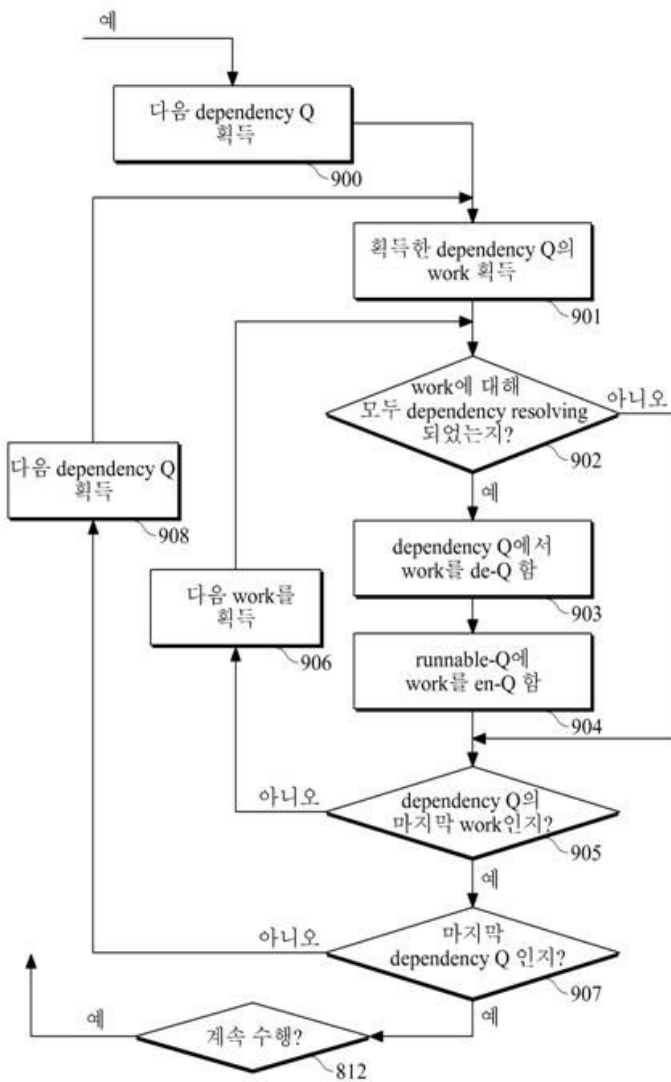 예
다음 dependency Q
획득
900
획득한 dependency Q의
work 획득
901
work에 대해
모두 dependency resolving
되었는지?
902
아니오
예
다음 dependency Q
획득
908
dependency Q에서
work를 de-Q 함
903
다음 work를
획득
906
runnable-Q에
work를 en-Q 함
904
아니오
dependency Q의
마지막 work인지?
905
예
아니오
마지막
dependency Q 인지?
907
예
예
계속 수행?
812